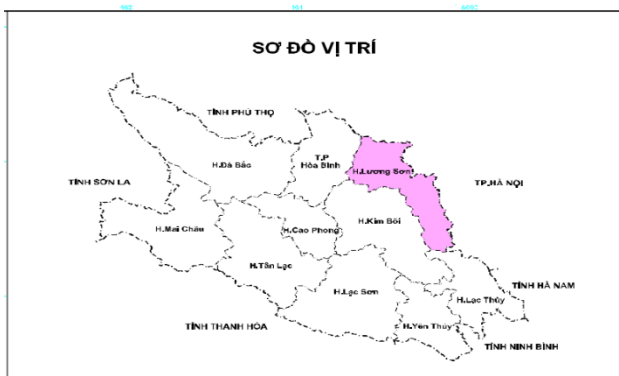 SƠ ĐỒ VỊ TRÍ
TỈNH PHÚ THỌ
T.P
Hòa Bình
H.Đà Bắc
H.Lương Sơn
TỈNH SƠN LA
TP.HÀ NỘI
H.Mai Châu
H.Cao Phong
H.Kim Bôi
H.Tân Lạc
H.Lạc Sơn
TỈNH HÀ NAM
H.Lạc Thủy
TỈNH THANH HÓA
H.Yên Thủy
TỈNH NINH BÌNH